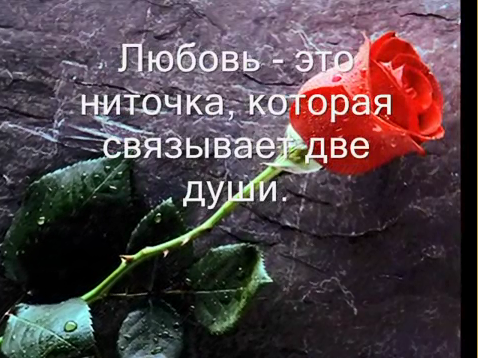 Любовь - это
ниточка, которая
связывает две
души.